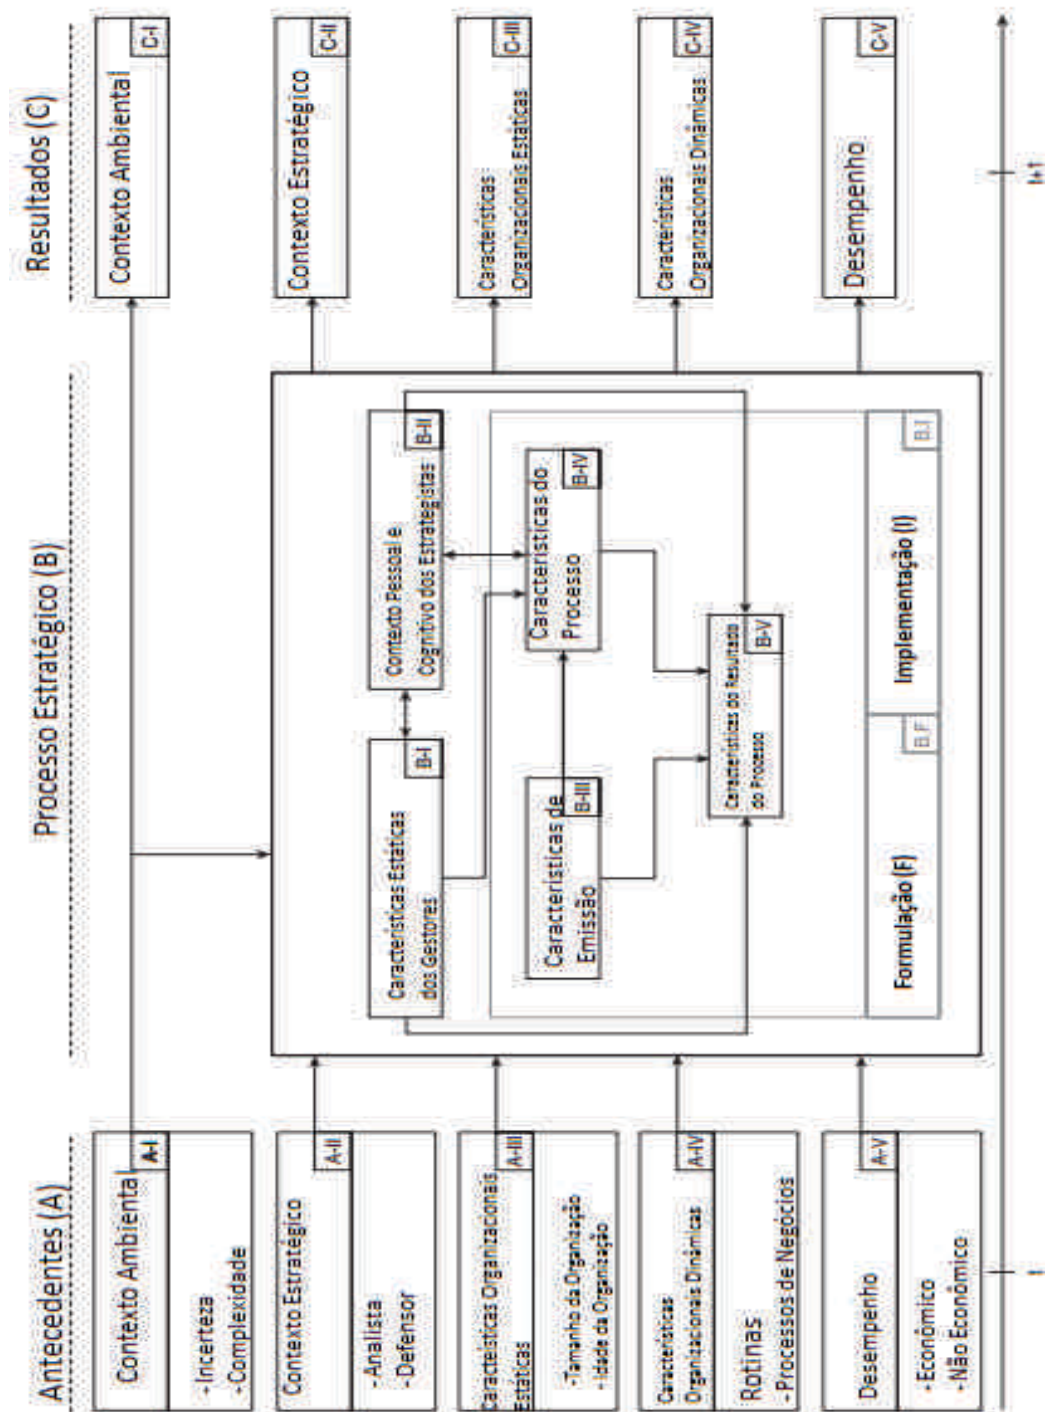 Antecedentes (A)
Contexto Ambiental
A-I
- Incerteza
- Complexidade
Contexto Estratégico
A-II
- Analista
- Defensor
Características Organizacionais
Estáticas
A-III
- Tamanho da Organização
- Idade da Organização
Características
Organizacionais Dinâmicas
A-IV
Rotinas
- Processos de Negócios
Desempenho
A-V
- Econômico
- Não Econômico
Processo Estratégico (B)
Características Estáticas
dos Gestores
B-I
Contexto Pessoal e
Cognitivo dos Estrategistas
B-II
Características de
Emissão
B-III
Características do
Processo
B-IV
Características do Resultado
do Processo
B-V
Formulação (F)
B.F
Implementação (I)
B.I
Resultados (C)
Contexto Ambiental
C-I
Contexto Estratégico
C-II
Características
Organizacionais Estáticas
C-III
Características
Organizacionais Dinâmicas
C-IV
Desempenho
C-V
t
t+1